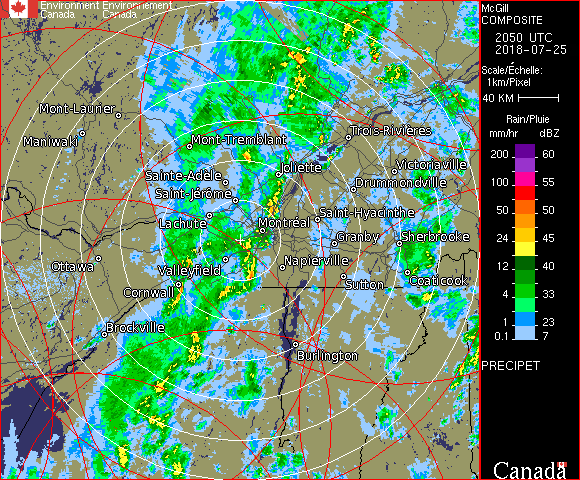 Environment Environnement
Canada Canada
McGill
COMPOSITE
2050 UTC
2018-07-25
Scale/Échelle:
1km/Pixel
40 KM
Rain/Pluie
mm/hr dBZ
200 60
100 55
50 50
24 45
12 40
4 33
1 23
0.1 7
PRECIPET
Canada
Mont-Laurier
Maniwaki
Mont-Tremblant
Trois-Rivières
Victoriaville
Joliette
Sainte-Adèle
Drummondville
Saint-Jérôme
Saint-Hyacinthe
Lachute
Montréal
Granby
Sherbrooke
Ottawa
Valleyfield
Napierville
Coaticook
Sutton
Cornwall
Brockville
Burlington